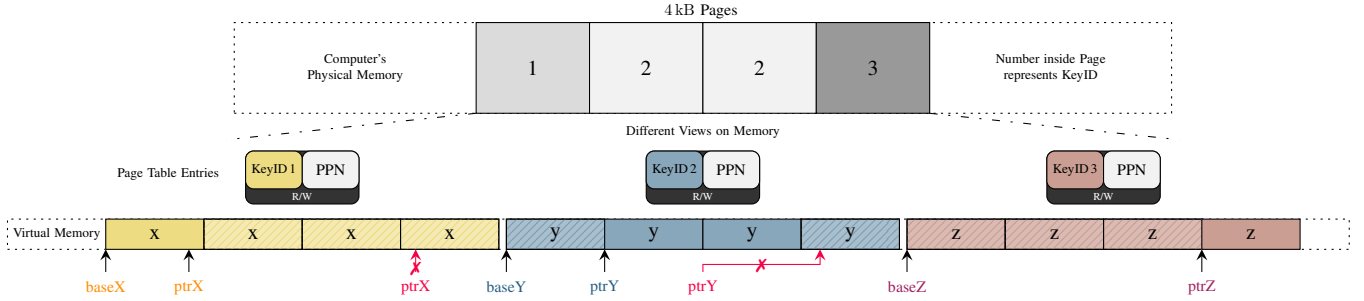 4 kB Pages
Computer's
Physical Memory
1 2 2 3
Number inside Page
represents KeyID
Different Views on Memory
Page Table Entries
KeyID 1 PPN
R/W
KeyID 2 PPN
R/W
KeyID 3 PPN
R/W
Virtual Memory
x x x x y y y y z z z z
baseX ptrX ptrX baseY ptrY ptrY baseZ ptrZ